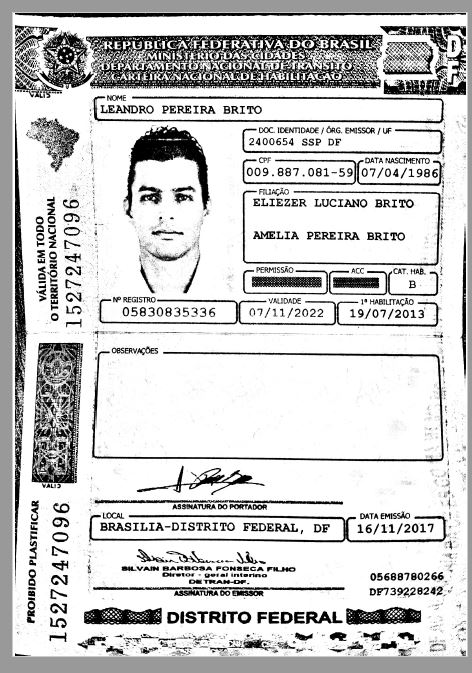 REPÚBLICA FEDERATIVA DO BRASIL
MINISTÉRIO DAS CIDADES
DEPARTAMENTO NACIONAL DE TRÂNSITO
CARTEIRA NACIONAL DE HABILITAÇÃO
NOME
LEANDRO PEREIRA BRITO
DOC. IDENTIDADE / ÓRG. EMISSOR / UF
2400654 SSP DF
CPF
009.887.081-59
DATA NASCIMENTO
07/04/1986
FILIAÇÃO
ELIEZER LUCIANO BRITO
AMELIA PEREIRA BRITO
PERMISSÃO
ACC
CAT. HAB.
B
Nº REGISTRO
05830835336
VALIDADE
07/11/2022
1ª HABILITAÇÃO
19/07/2013
VÁLIDA EM TODO
O TERRITÓRIO NACIONAL
1527247096
OBSERVAÇÕES
ASSINATURA DO PORTADOR
LOCAL
BRASILIA-DISTRITO FEDERAL, DF
DATA EMISSÃO
16/11/2017
SILVAIN BARBOSA FONSECA FILHO
Diretor - geral interino
DETRAN-DF.
ASSINATURA DO EMISSOR
05688780266
DF739228242
PROIBIDO PLASTIFICAR
1527247096
DISTRITO FEDERAL